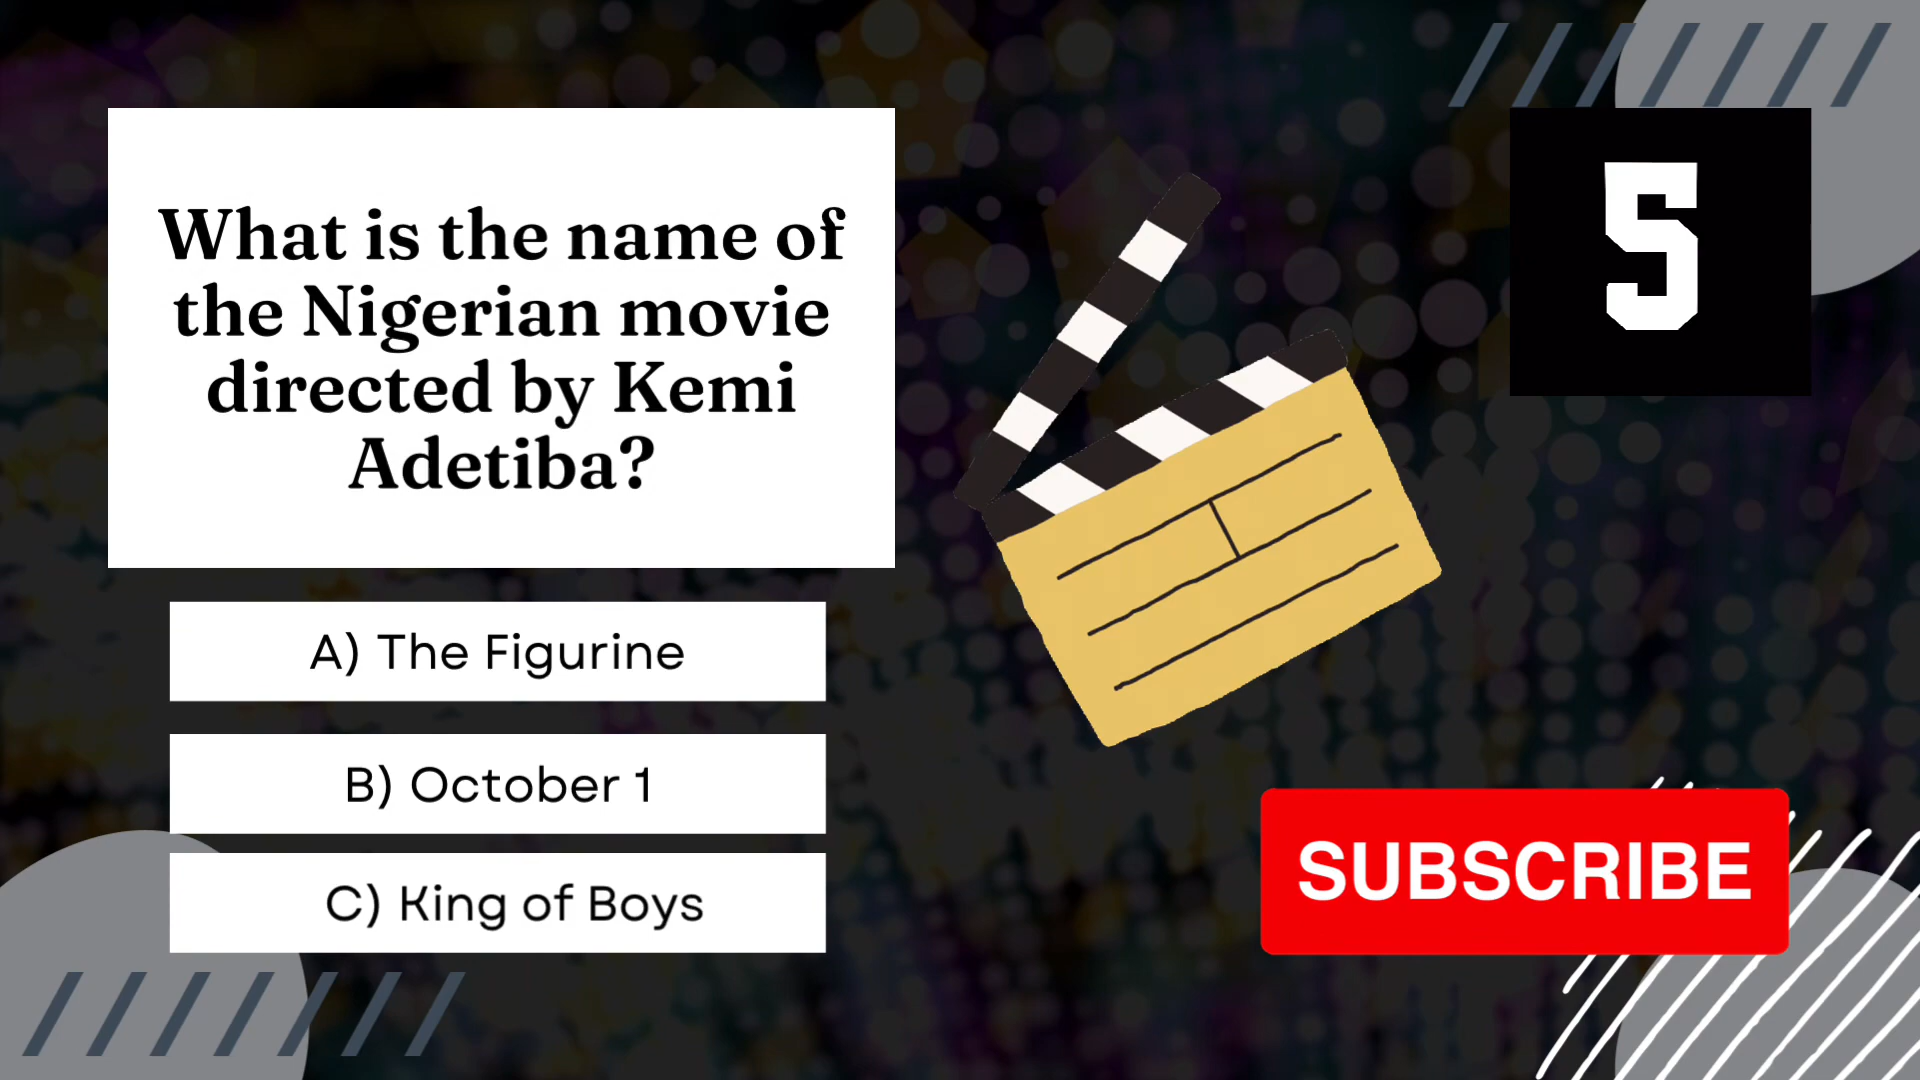 What is the name of
the Nigerian movie
directed by Kemi
Adetiba?
5
A) The Figurine
B) October 1
C) King of Boys
SUBSCRIBE